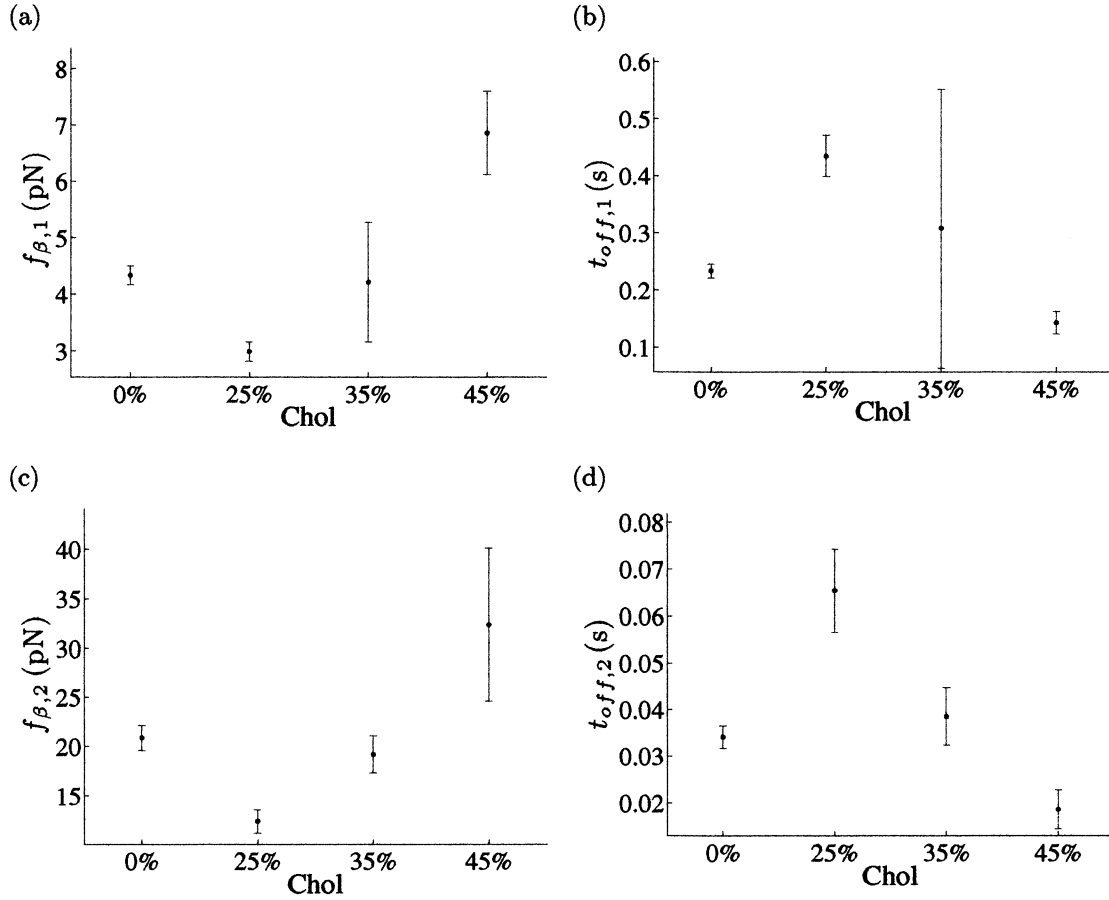 (a)
8
7
6
5
4
3
f_{β,1} (pN)
0% 25% 35% 45%
Chol
(b)
0.6
0.5
0.4
0.3
0.2
0.1
t_{off,1} (s)
0% 25% 35% 45%
Chol
(c)
40
35
30
25
20
15
f_{β,2} (pN)
0% 25% 35% 45%
Chol
(d)
0.08
0.07
0.06
0.05
0.04
0.03
0.02
t_{off,2} (s)
0% 25% 35% 45%
Chol